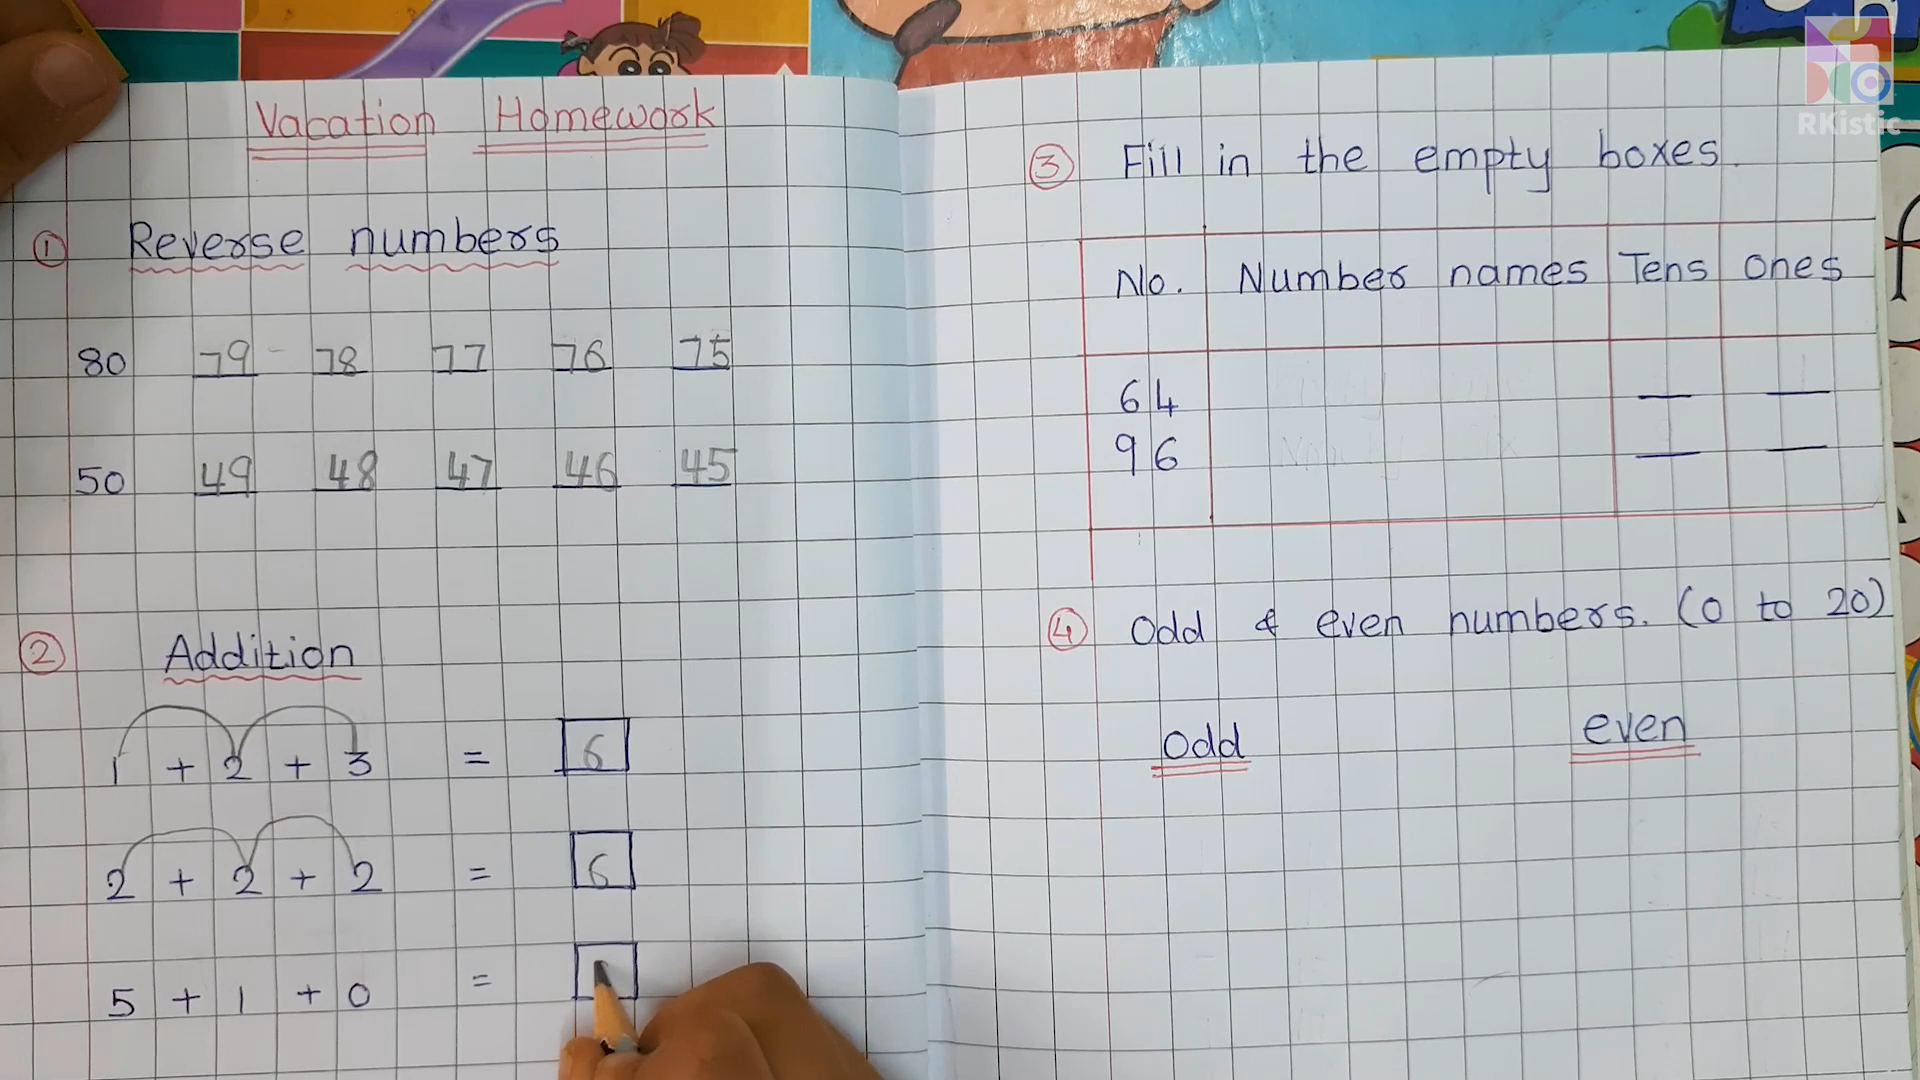 Vacation Homework
① Reverse numbers
80 79 78 77 76 75
50 49 48 47 46 45
② Addition
1 + 2 + 3 = 6
2 + 2 + 2 = 6
5 + 1 + 0 =
③ Fill in the empty boxes.
No. Number names Tens ones
64
96
④ Odd & even numbers. (0 to 20)
odd even
RKistic